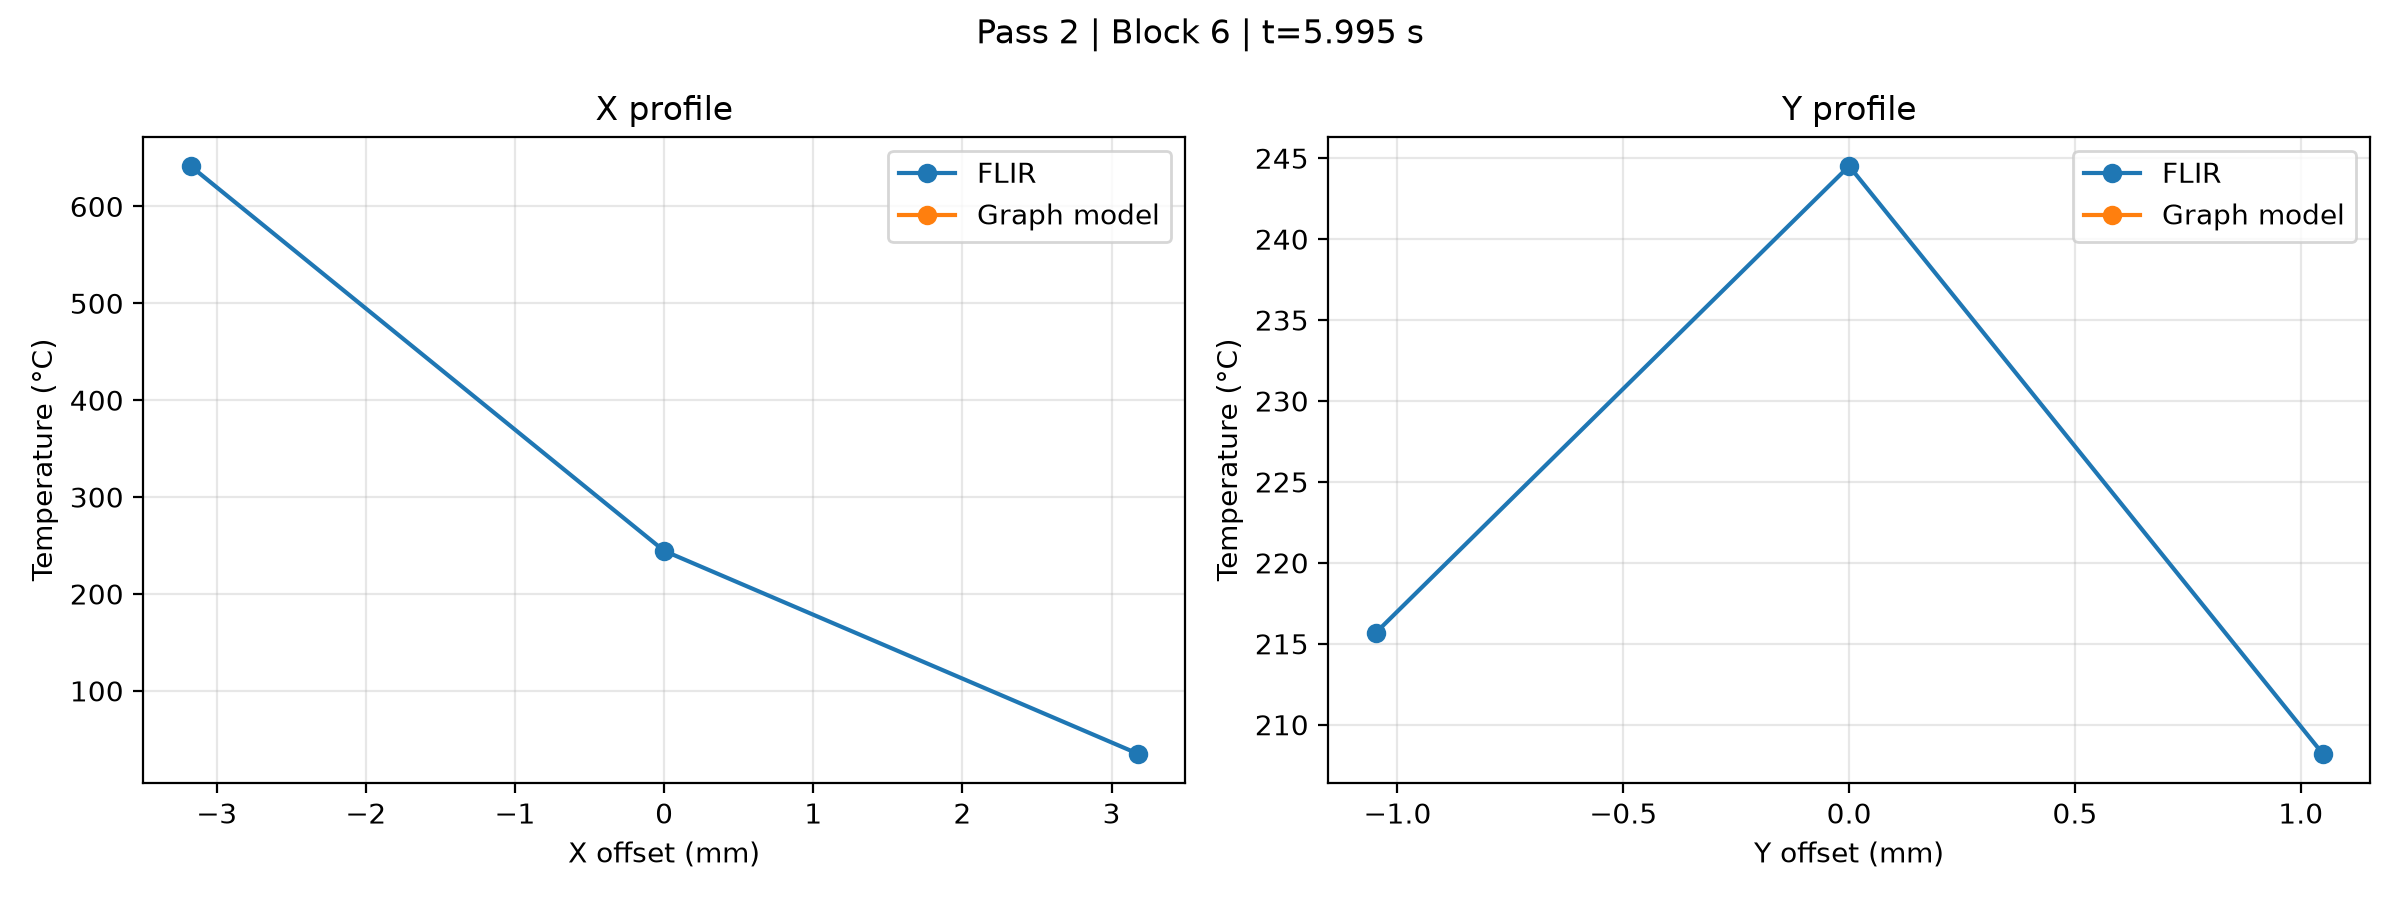 Pass 2 | Block 6 | t=5.995 s
X profile
FLIR
Graph model
600
500
400
300
200
100
Temperature (°C)
−3
−2
−1
0
1
2
3
X offset (mm)
Y profile
FLIR
Graph model
245
240
235
230
225
220
215
210
Temperature (°C)
−1.0
−0.5
0.0
0.5
1.0
Y offset (mm)